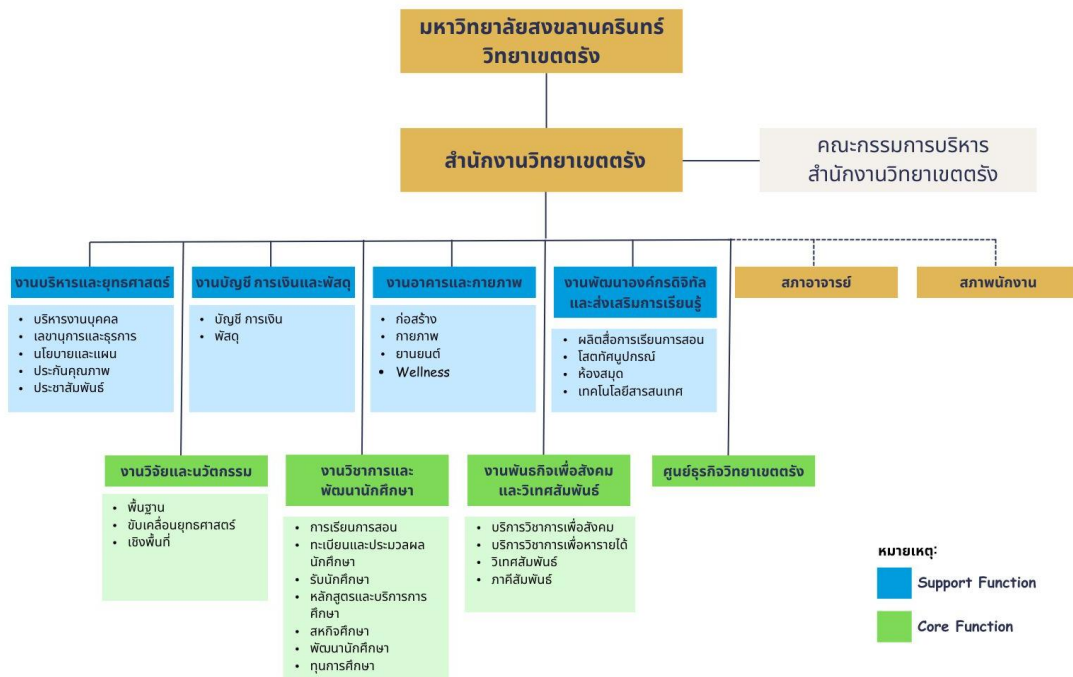 มหาวิทยาลัยสงขลานครินทร์
วิทยาเขตตรัง
สำนักงานวิทยาเขตตรัง
คณะกรรมการบริหาร
สำนักงานวิทยาเขตตรัง
งานบริหารและยุทธศาสตร์
• บริหารงานบุคคล
• เลขานุการและธุรการ
• นโยบายและแผน
• ประกันคุณภาพ
• ประชาสัมพันธ์
งานบัญชี การเงินและพัสดุ
• บัญชี การเงิน
• พัสดุ
งานอาคารและกายภาพ
• ก่อสร้าง
• กายภาพ
• ยานยนต์
• Wellness
งานพัฒนาองค์กรดิจิทัล
และส่งเสริมการเรียนรู้
• ผลิตสื่อการเรียนการสอน
• โสตทัศนูปกรณ์
• ห้องสมุด
• เทคโนโลยีสารสนเทศ
สภาอาจารย์
สภาพนักงาน
งานวิจัยและนวัตกรรม
• พื้นฐาน
• ขับเคลื่อนยุทธศาสตร์
• เชิงพื้นที่
งานวิชาการและ
พัฒนานักศึกษา
• การเรียนการสอน
• ทะเบียนและประมวลผล
นักศึกษา
• รับนักศึกษา
• หลักสูตรและบริการการ
ศึกษา
• สหกิจศึกษา
• พัฒนานักศึกษา
• ทุนการศึกษา
งานพันธกิจเพื่อสังคม
และวิเทศสัมพันธ์
• บริการวิชาการเพื่อสังคม
• บริการวิชาการเพื่อหารายได้
• วิเทศสัมพันธ์
• ภาคีสัมพันธ์
ศูนย์ธุรกิจวิทยาเขตตรัง
หมายเหตุ:
Support Function
Core Function